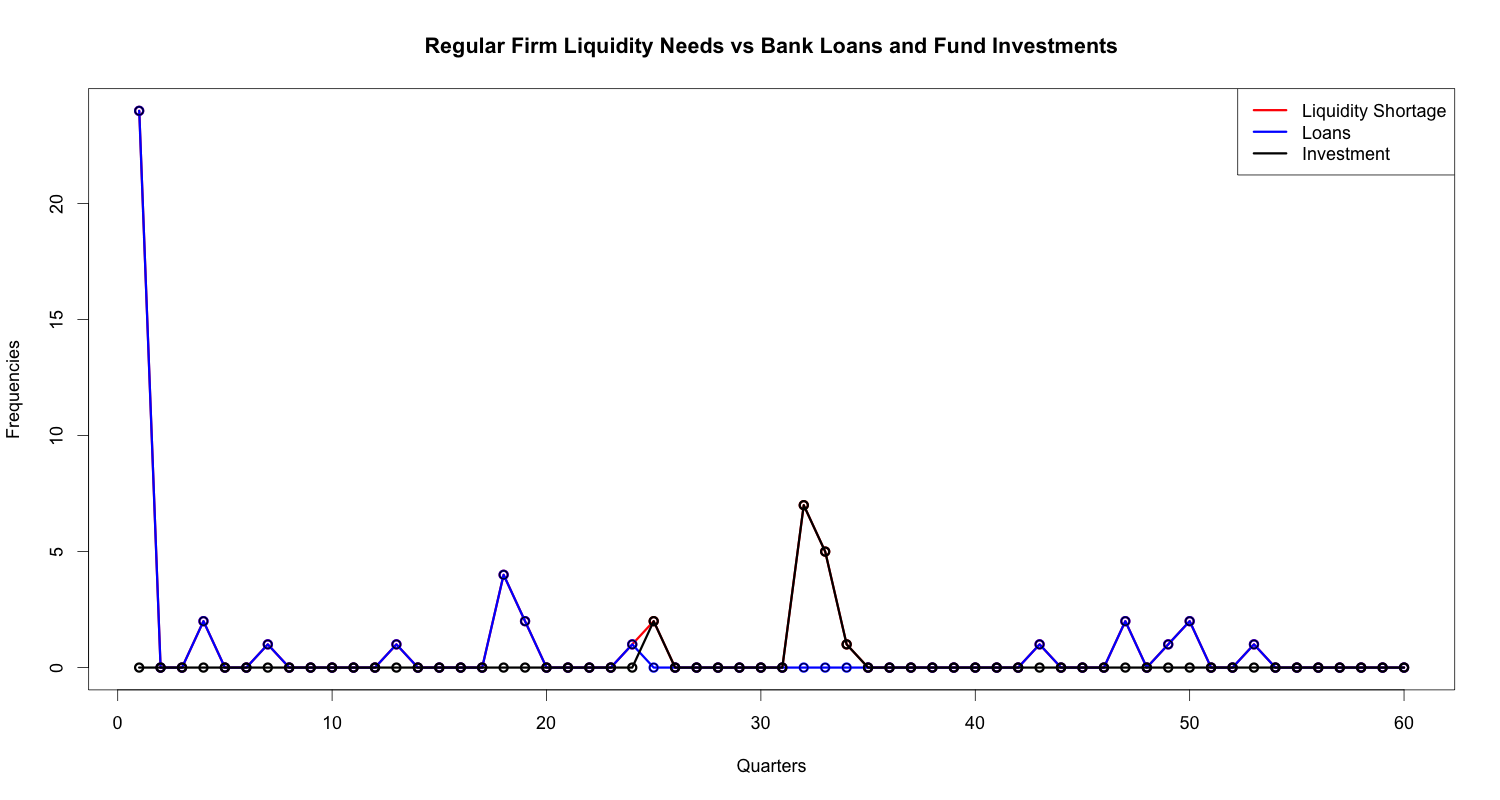 Regular Firm Liquidity Needs vs Bank Loans and Fund Investments
Liquidity Shortage
Loans
Investment
Frequencies
20
15
10
5
0
0 10 20 30 40 50 60
Quarters